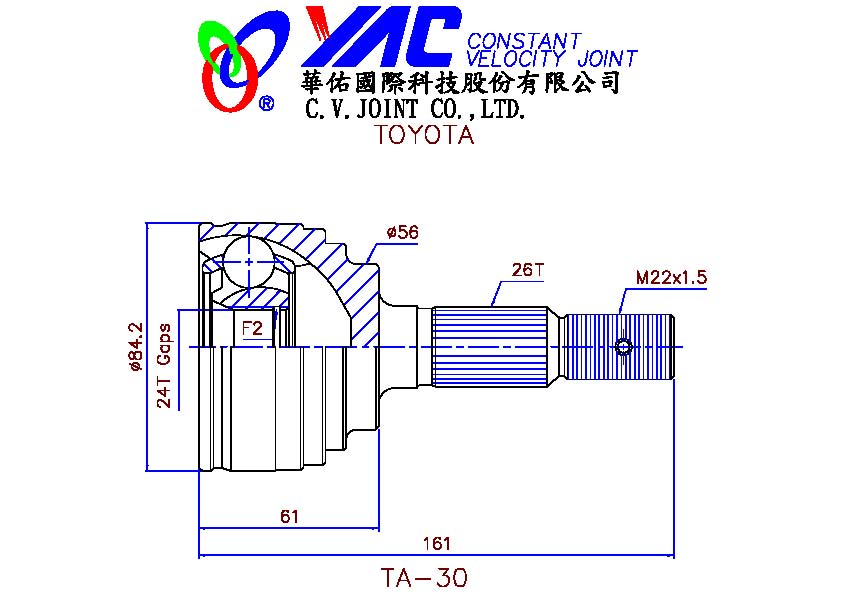 YAC CONSTANT
VELOCITY JOINT
®
華佑國際科技股份有限公司
C.V.JOINT CO.,LTD.
TOYOTA
ø56
26T
M22x1.5
F2
ø84.2
24T Gaps
61
161
TA-30